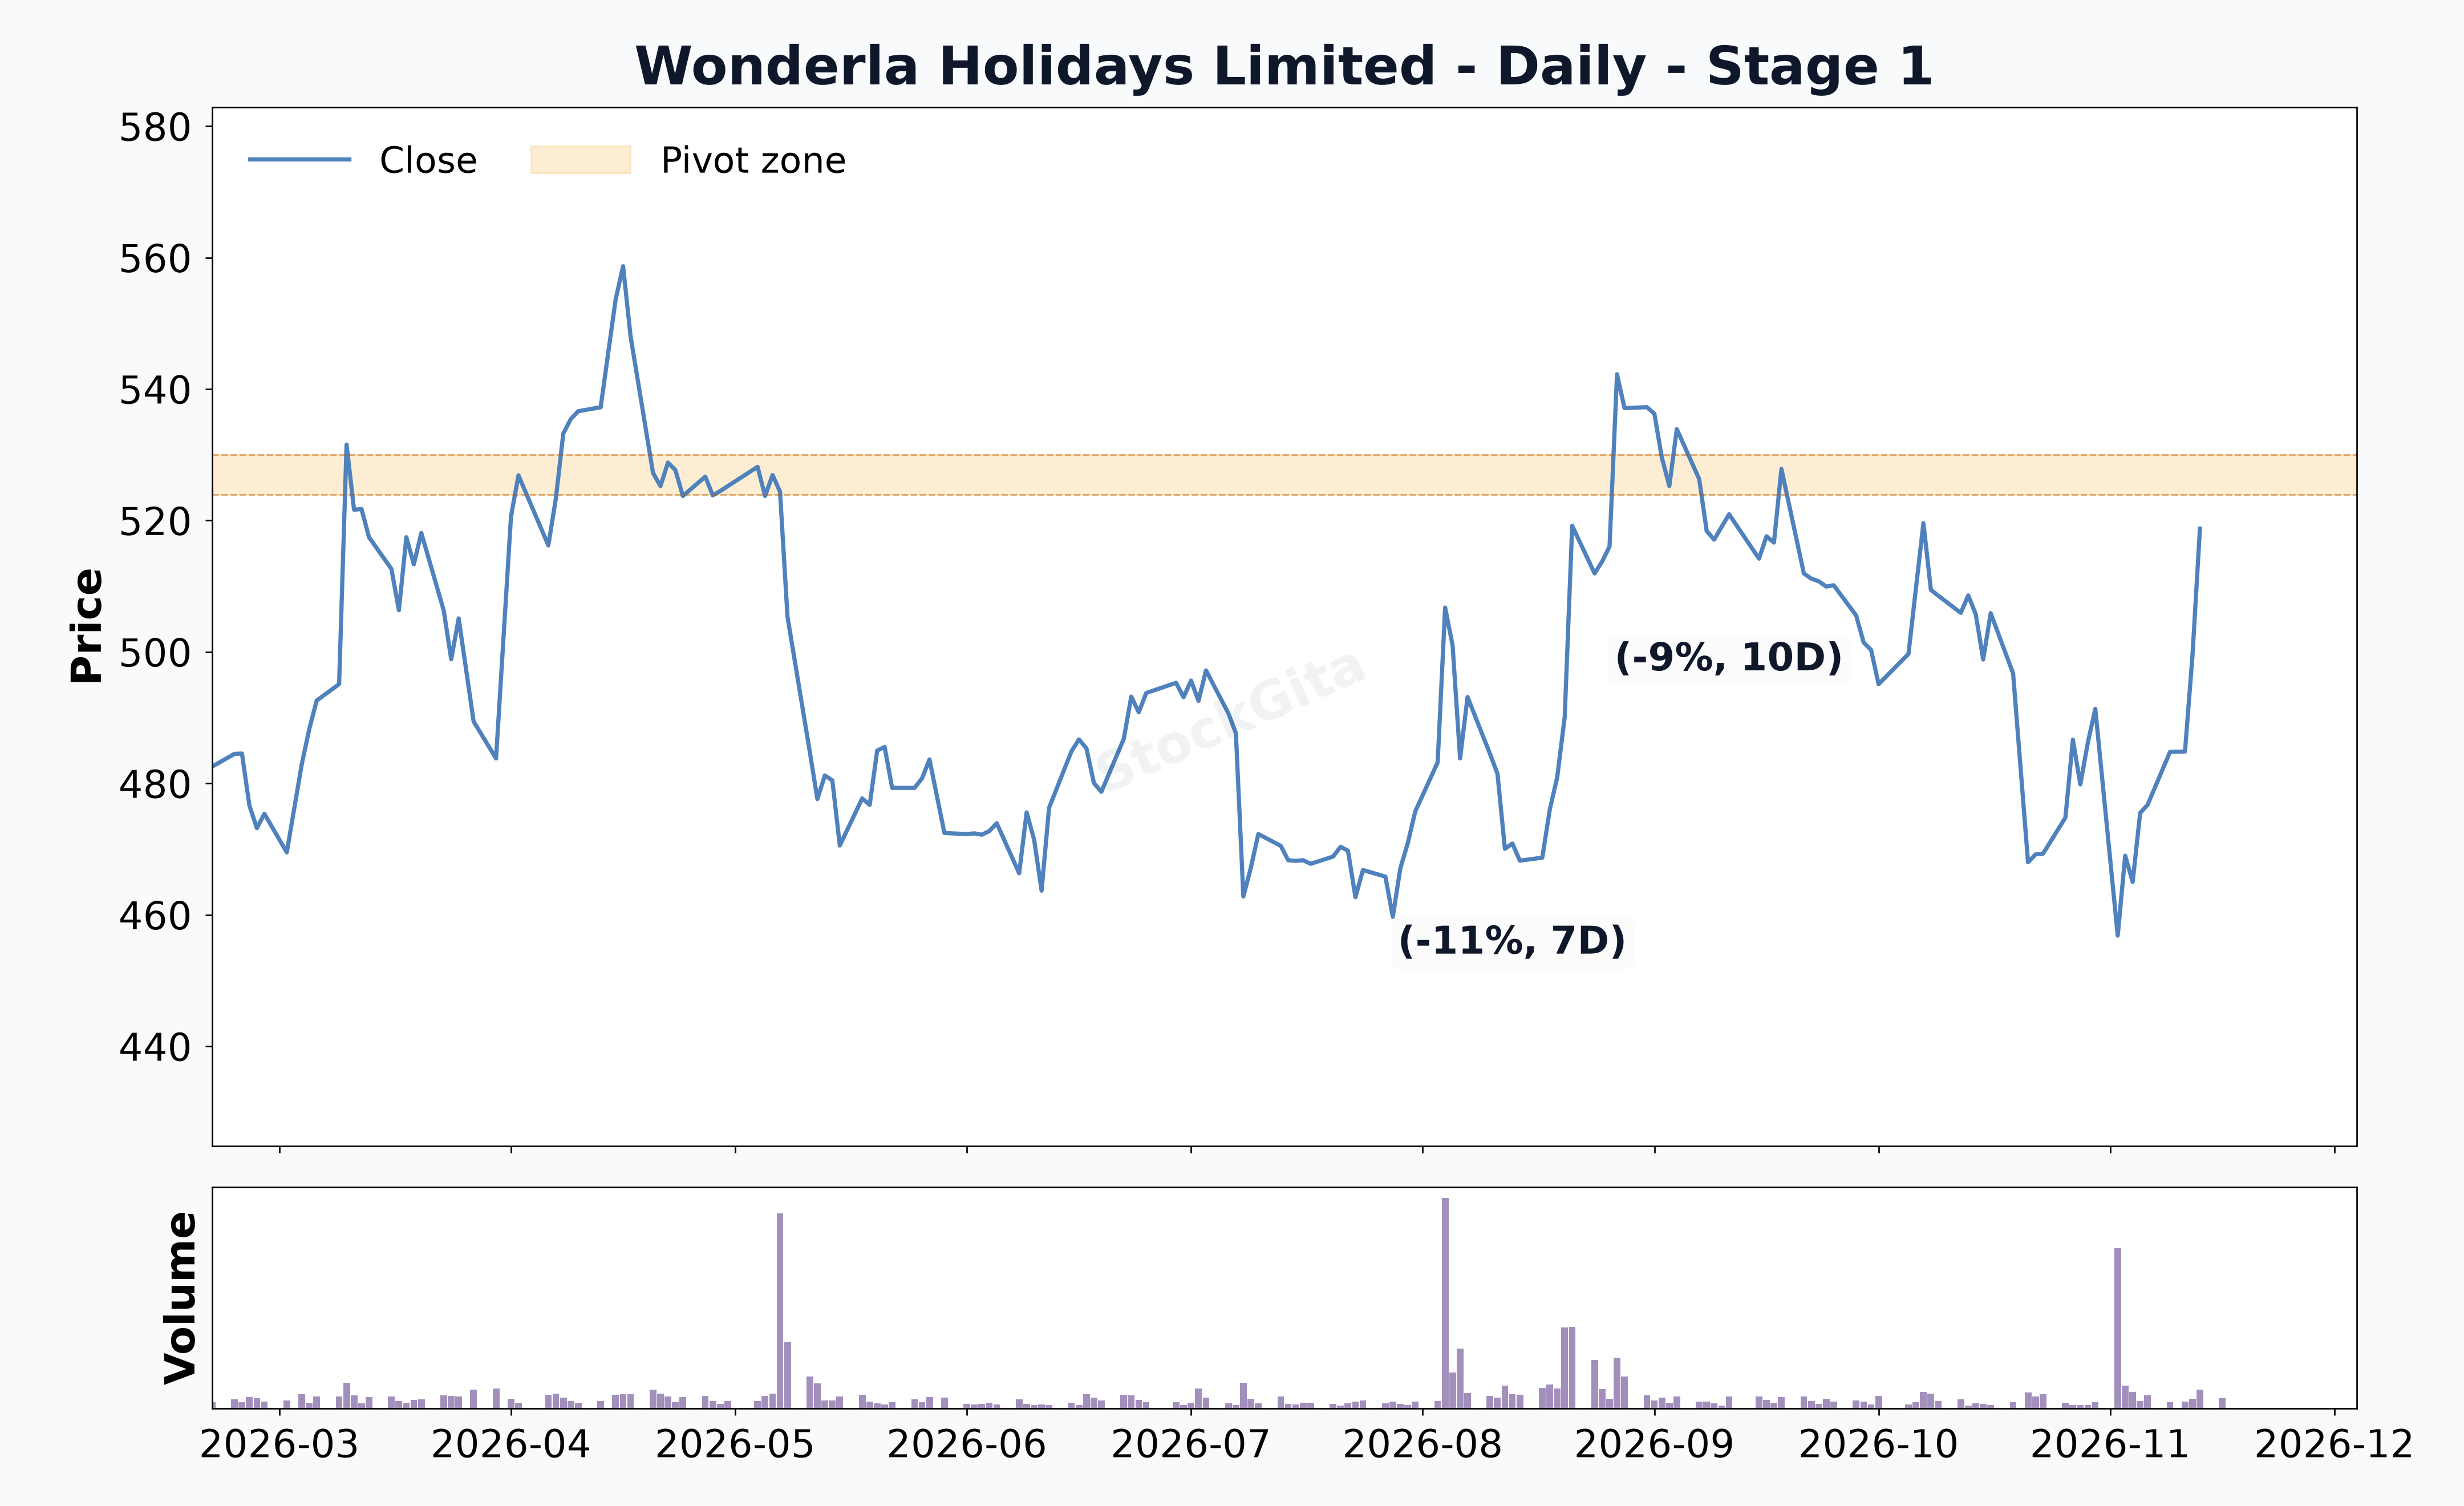 Wonderla Holidays Limited - Daily - Stage 1
Close
Pivot zone
Price
580
560
540
520
500
480
460
440
StockGita
(-9%, 10D)
(-11%, 7D)
Volume
2026-03
2026-04
2026-05
2026-06
2026-07
2026-08
2026-09
2026-10
2026-11
2026-12